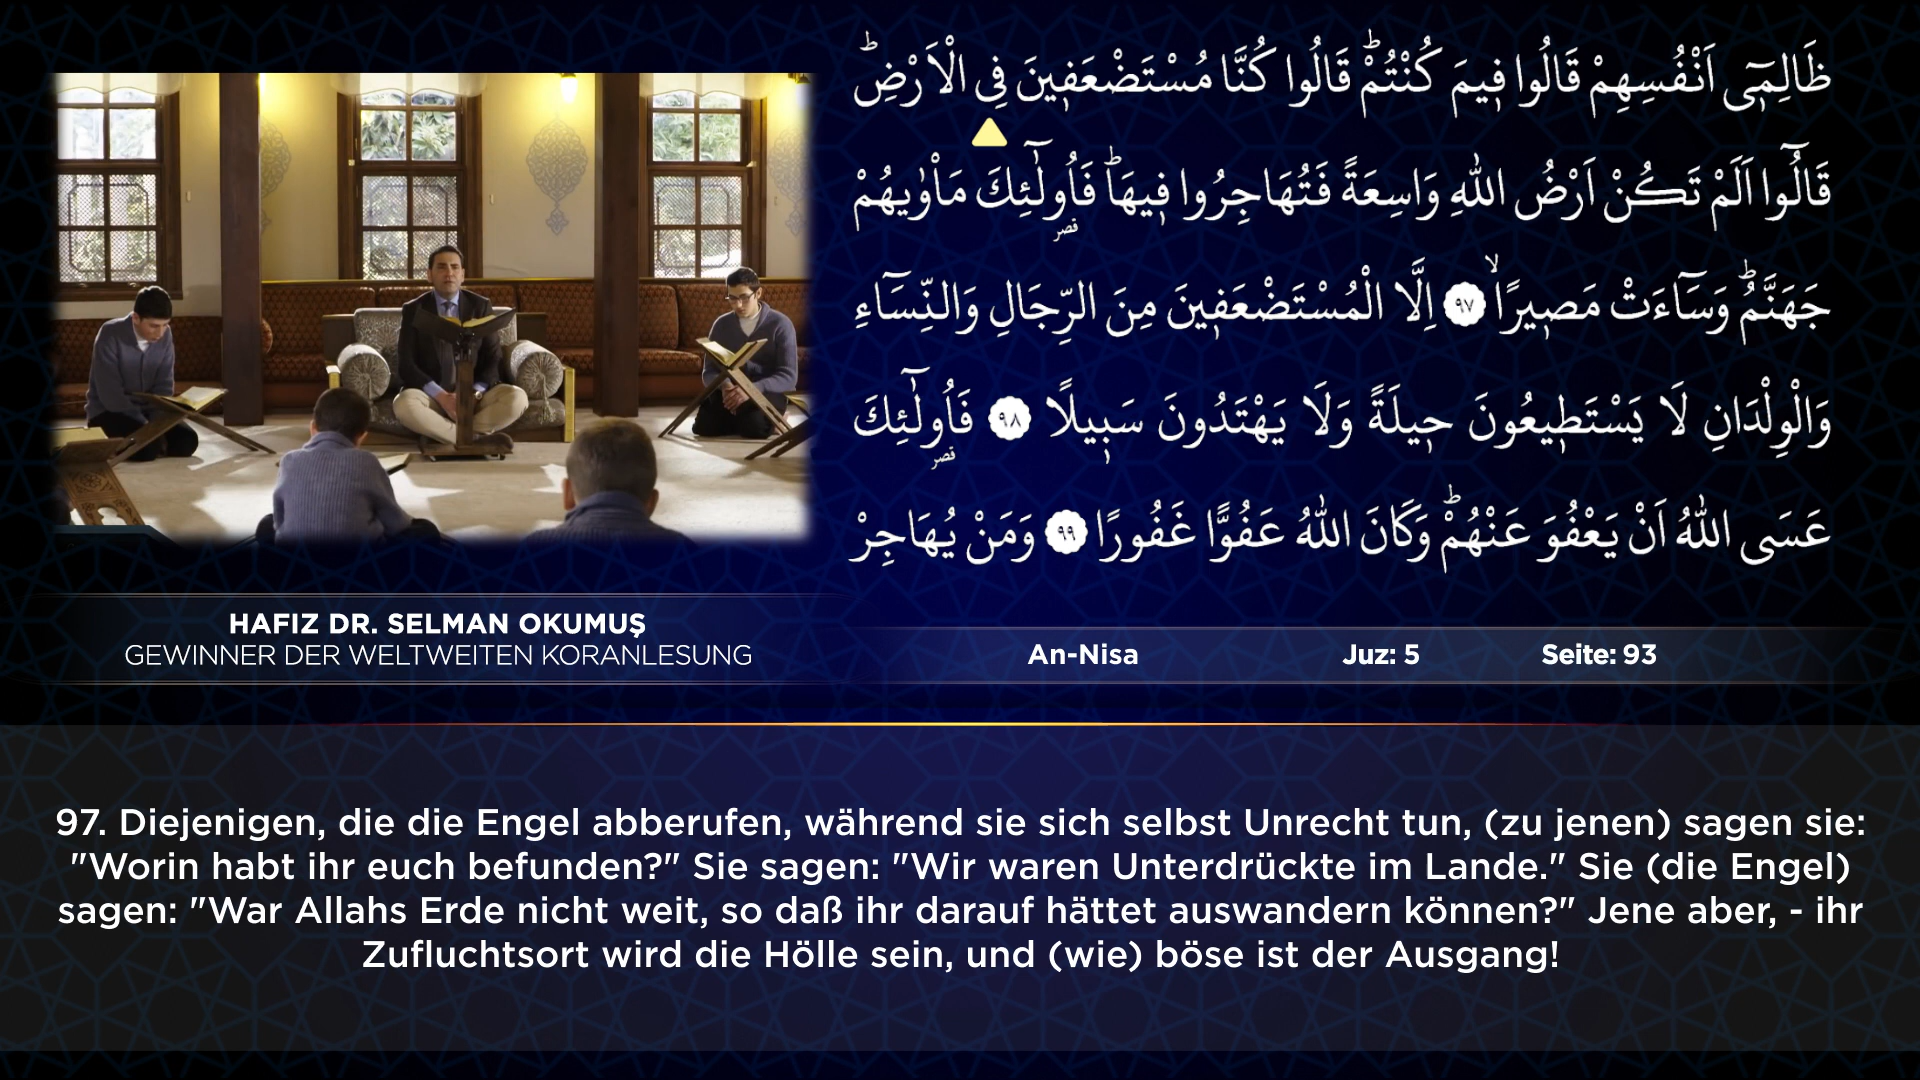 ظَالِمٖٓى اَنْفُسِهِمْ قَالُوا فٖيمَ كُنْتُمْؕ قَالُوا كُنَّا مُسْتَضْعَفٖينَ فِى الْاَرْضِؕ
قَالُٓوا اَلَمْ تَكُنْ اَرْضُ اللّٰهِ وَاسِعَةً فَتُهَاجِرُوا فٖيهَاؕ فَاُو۬لٰٓئِكَ مَاْوٰيهُمْ
قصر
جَهَنَّمُؕ وَسَٓاءَتْ مَصٖيرًاۙ ﴿٩٧﴾ اِلَّا الْمُسْتَضْعَفٖينَ مِنَ الرِّجَالِ وَالنِّسَٓاءِ
وَالْوِلْدَانِ لَا يَسْتَطٖيعُونَ حٖيلَةً وَلَا يَهْتَدُونَ سَبٖيلًا ﴿٩٨﴾ فَاُو۬لٰٓئِكَ
قصر
عَسَى اللّٰهُ اَنْ يَعْفُوَ عَنْهُمْؕ وَكَانَ اللّٰهُ عَفُوًّا غَفُورًا ﴿٩٩﴾ وَمَنْ يُهَاجِرْ
HAFIZ DR. SELMAN OKUMUŞ
GEWINNER DER WELTWEITEN KORANLESUNG
An-Nisa Juz: 5 Seite: 93
97. Diejenigen, die die Engel abberufen, während sie sich selbst Unrecht tun, (zu jenen) sagen sie:
"Worin habt ihr euch befunden?" Sie sagen: "Wir waren Unterdrückte im Lande." Sie (die Engel)
sagen: "War Allahs Erde nicht weit, so daß ihr darauf hättet auswandern können?" Jene aber, - ihr
Zufluchtsort wird die Hölle sein, und (wie) böse ist der Ausgang!